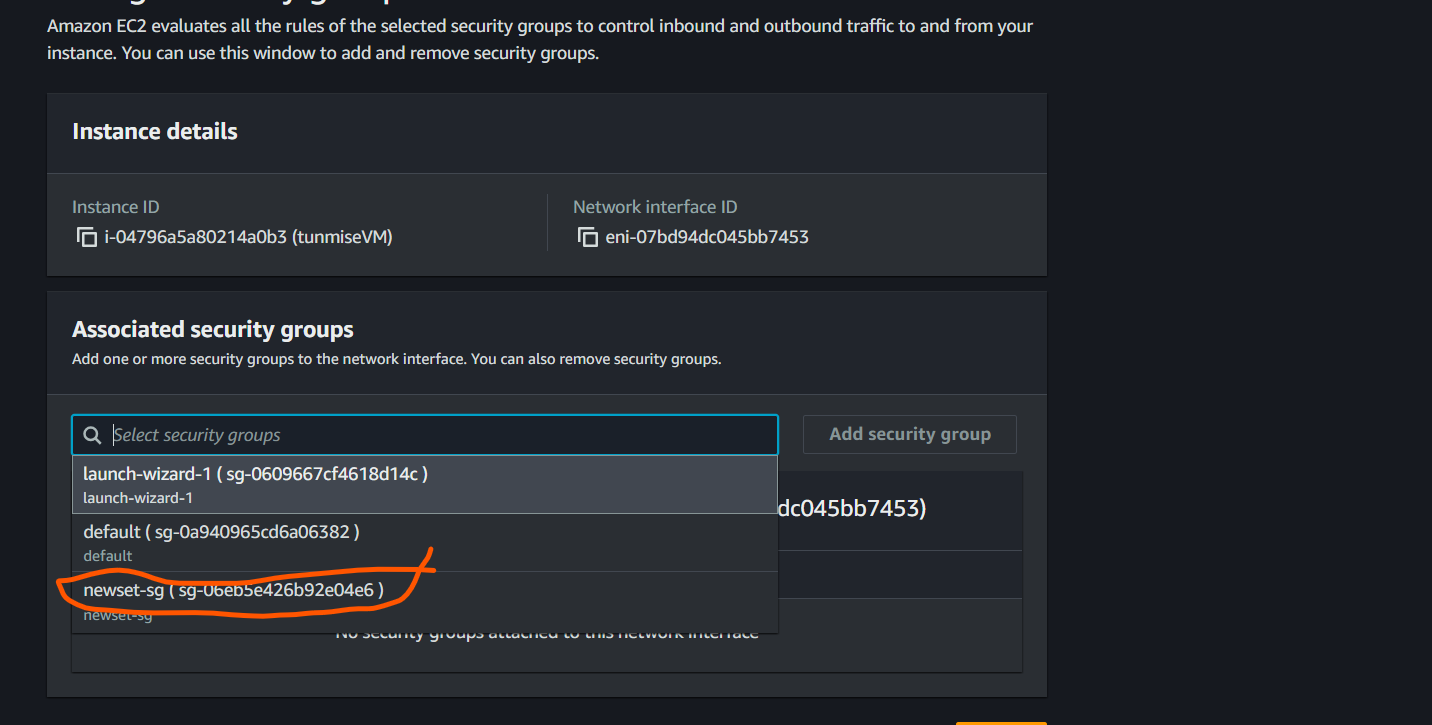 Amazon EC2 evaluates all the rules of the selected security groups to control inbound and outbound traffic to and from your
instance. You can use this window to add and remove security groups.
Instance details
Instance ID
Network interface ID
i-04796a5a80214a0b3 (tunmiseVM)
eni-07bd94dc045bb7453
Associated security groups
Add one or more security groups to the network interface. You can also remove security groups.
Select security groups
Add security group
launch-wizard-1 ( sg-0609667cf4618d14c )
launch-wizard-1
dc045bb7453)
default ( sg-0a940965cd6a06382 )
default
newset-sg ( sg-06eb5e426b92e04e6 )
newset-sg
No security groups attached to this network interface